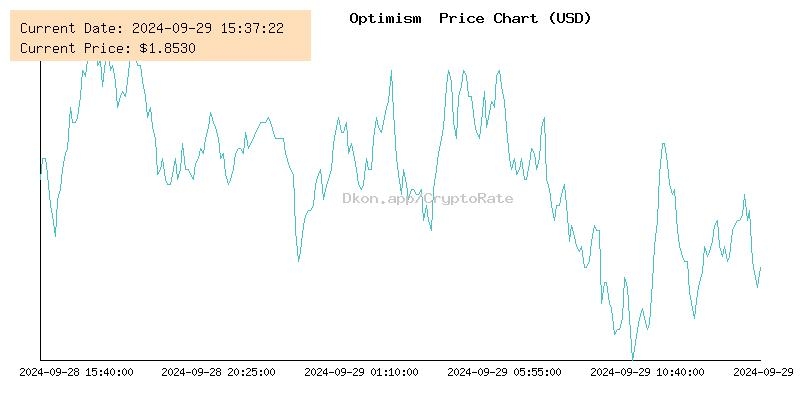 Optimism  Price Chart (USD)
Current Date: 2024-09-29 15:37:22
Current Price: $1.8530
Dkon.app/CryptoRate
2024-09-28 15:40:00 2024-09-28 20:25:00 2024-09-29 01:10:00 2024-09-29 05:55:00 2024-09-29 10:40:00 2024-09-29